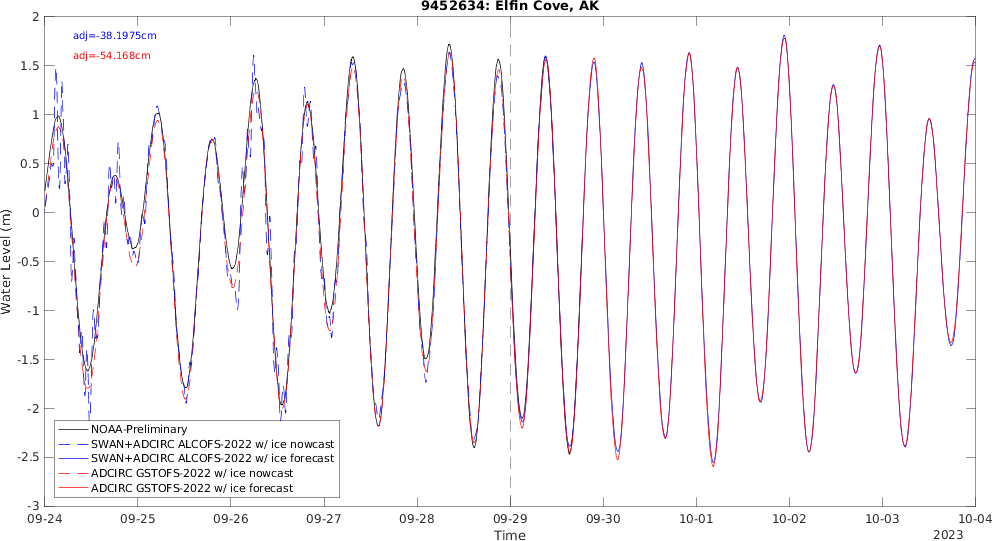 9452634: Elfin Cove, AK
adj=-38.1975cm
adj=-54.168cm
Water Level (m)
2
1.5
1
0.5
0
-0.5
-1
-1.5
-2
-2.5
-3
NOAA-Preliminary
SWAN+ADCIRC ALCOFS-2022 w/ ice nowcast
SWAN+ADCIRC ALCOFS-2022 w/ ice forecast
ADCIRC GSTOFS-2022 w/ ice nowcast
ADCIRC GSTOFS-2022 w/ ice forecast
09-24 09-25 09-26 09-27 09-28 09-29 09-30 10-01 10-02 10-03 10-04
Time
2023